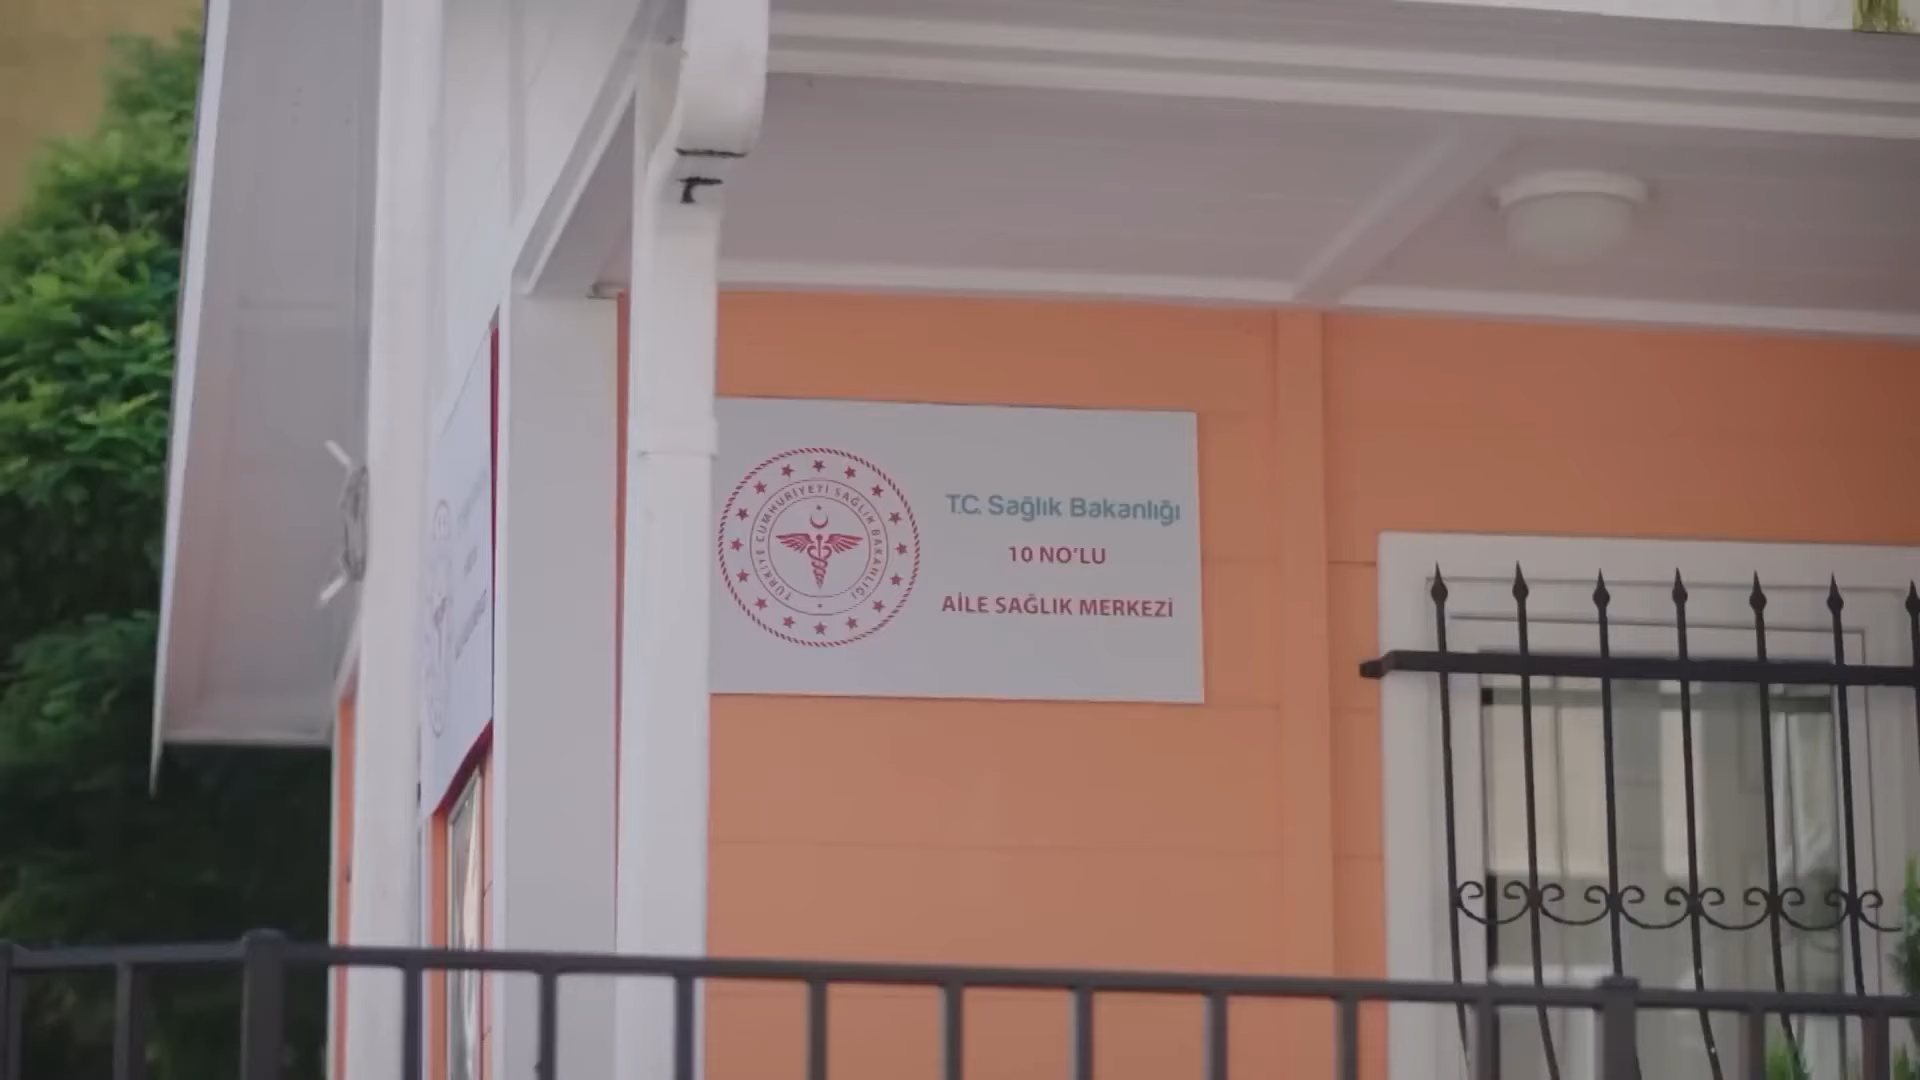 TÜRKİYE CUMHURİYETİ SAĞLIK BAKANLIĞI
T.C. Sağlık Bakanlığı
10 NO'LU
AİLE SAĞLIK MERKEZİ